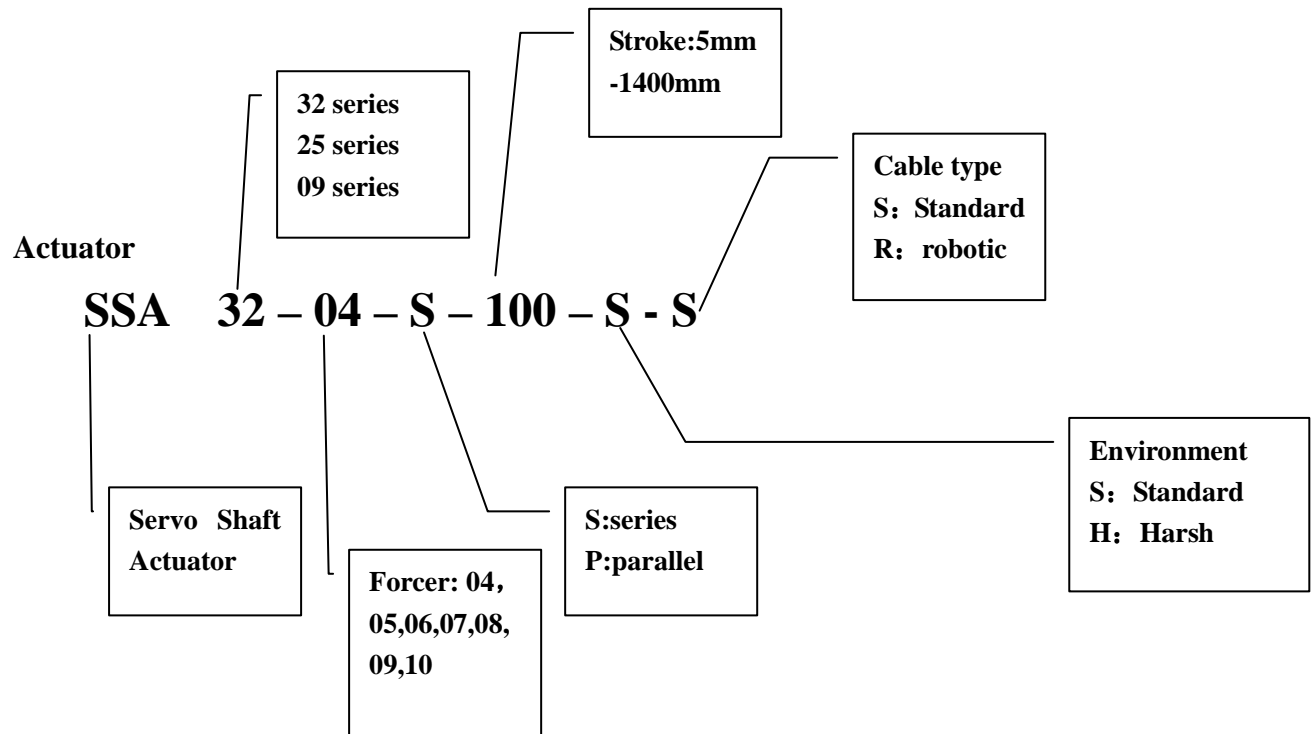 Stroke:5mm
-1400mm
32 series
25 series
09 series
Cable type
S：Standard
R：robotic
Actuator
SSA 32 – 04 – S – 100 – S - S
Environment
S：Standard
H：Harsh
Servo Shaft
Actuator
S:series
P:parallel
Forcer: 04，
05,06,07,08,
09,10